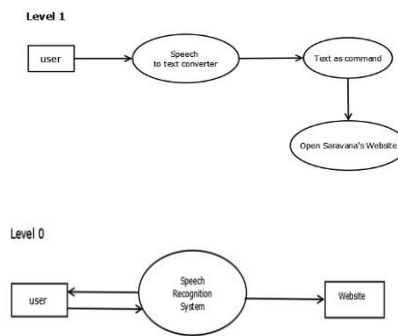 Level 1
user
Speech
to text converter
Text as command
Open Saravana's Website
Level 0
user
Speech
Recognition
System
Website